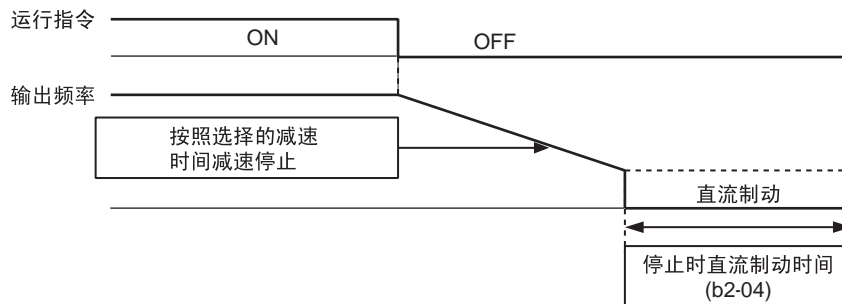 运行指令
ON
OFF
输出频率
按照选择的减速
时间减速停止
直流制动
停止时直流制动时间
(b2-04)